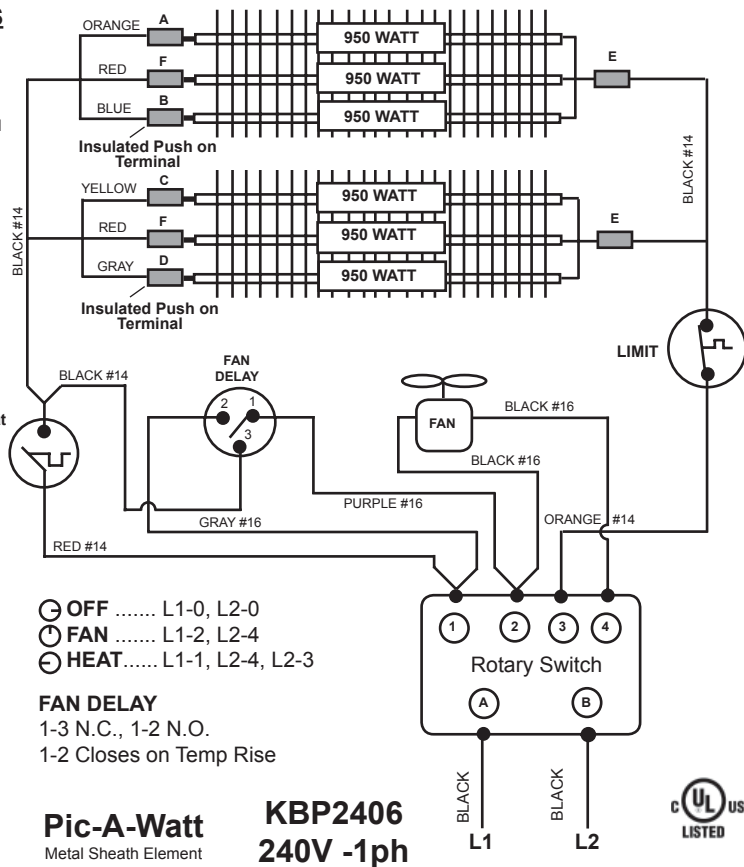 ORANGE A 950 WATT
RED F 950 WATT E
BLUE B 950 WATT
Insulated Push on
Terminal
YELLOW C 950 WATT
RED F 950 WATT E
GRAY D 950 WATT
Insulated Push on
Terminal
BLACK #14
BLACK #14
LIMIT
BLACK #14
FAN
DELAY
2 1
3
FAN
BLACK #16
BLACK #16
PURPLE #16
GRAY #16
ORANGE #14
RED #14
1 2 3 4
Rotary Switch
A B
BLACK BLACK
L1 L2
OFF ....... L1-0, L2-0
FAN ....... L1-2, L2-4
HEAT...... L1-1, L2-4, L2-3
FAN DELAY
1-3 N.C., 1-2 N.O.
1-2 Closes on Temp Rise
Pic-A-Watt
Metal Sheath Element
KBP2406
240V -1ph
C UL US
LISTED